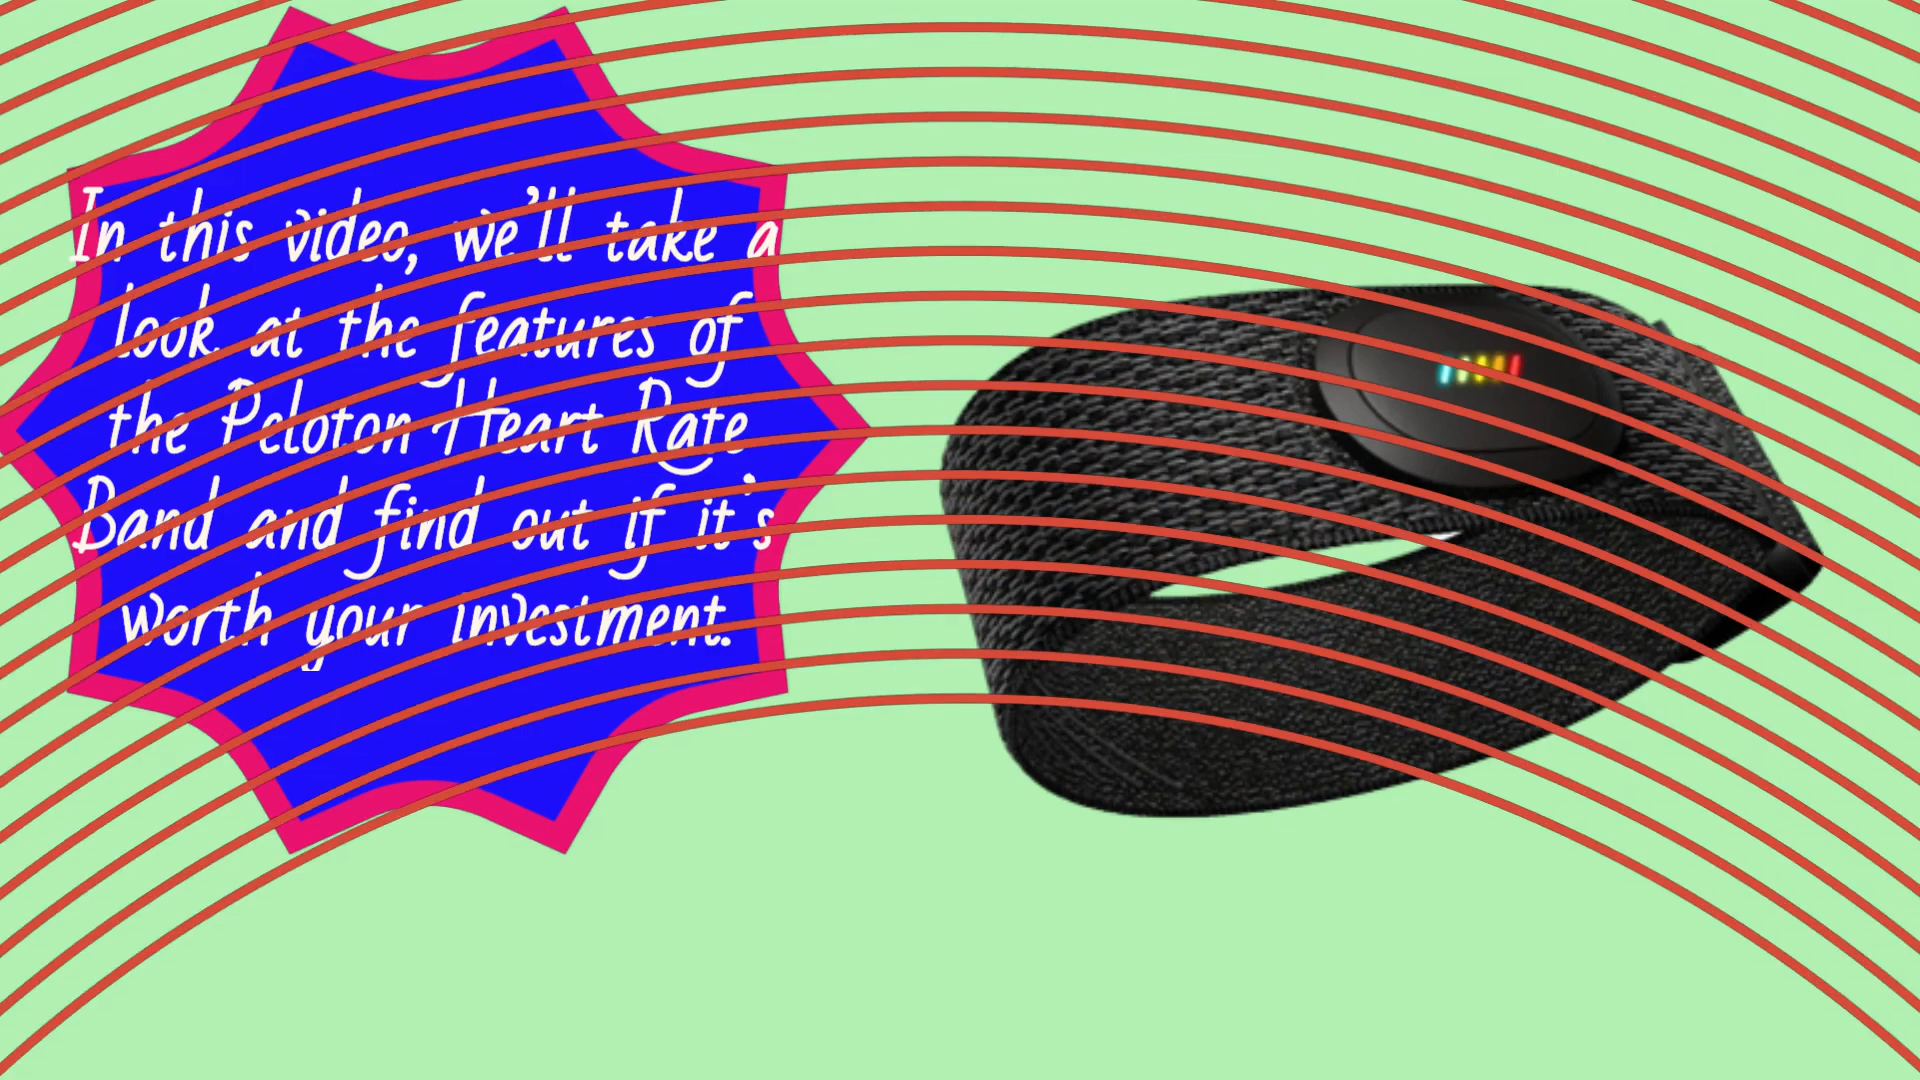 In this video, we'll take a
look at the features of
the Peloton Heart Rate
Band and find out if it's
worth your investment.